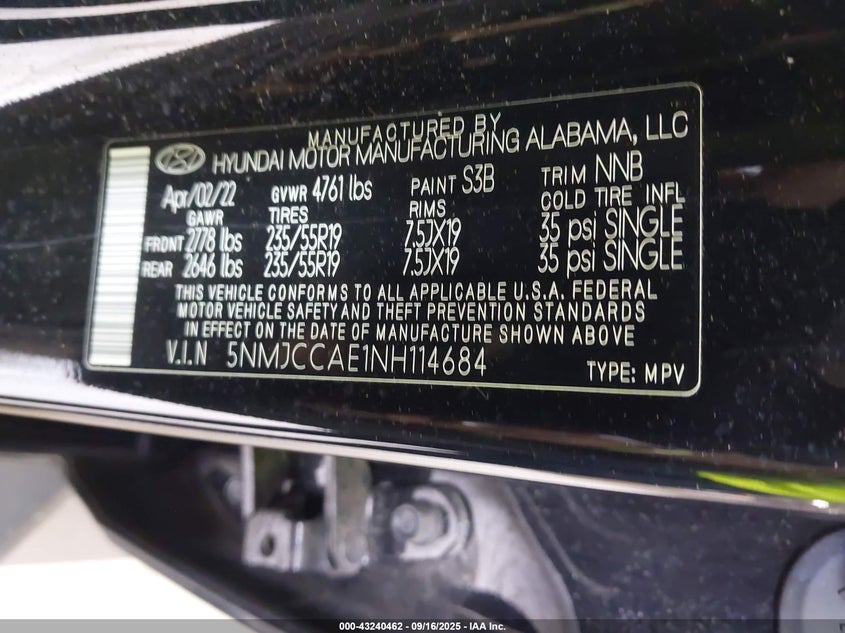 MANUFACTURED BY
HYUNDAI MOTOR MANUFACTURING ALABAMA, LLC
Apr/02/22 GVWR 4761 lbs PAINT S3B TRIM NNB
GAWR TIRES RIMS COLD TIRE INFL
FRONT 2778 lbs 235/55R19 7.5JX19 35 psi SINGLE
REAR 2646 lbs 235/55R19 7.5JX19 35 psi SINGLE
THIS VEHICLE CONFORMS TO ALL APPLICABLE U.S.A. FEDERAL
MOTOR VEHICLE SAFETY AND THEFT PREVENTION STANDARDS
IN EFFECT ON THE DATE OF MANUFACTURE SHOWN ABOVE
V.I.N 5NMJCCAE1NH114684
TYPE: MPV
000-43240462 - 09/16/2025 - IAA Inc.